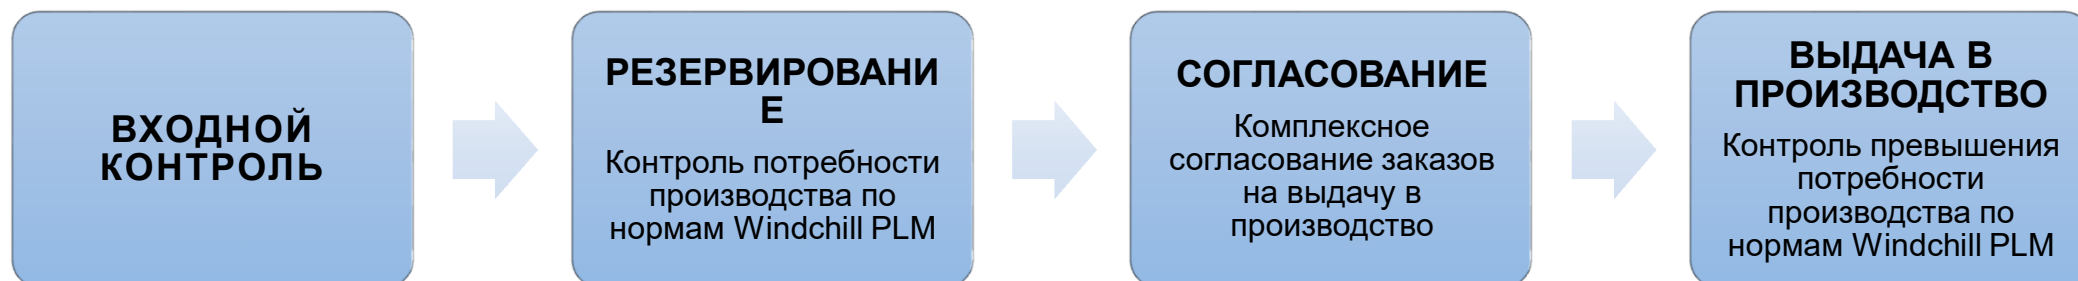 ВХОДНОЙ
КОНТРОЛЬ
РЕЗЕРВИРОВАНИ
Е
Контроль потребности
производства по
нормам Windchill PLM
СОГЛАСОВАНИЕ
Комплексное
согласование заказов
на выдачу в
производство
ВЫДАЧА В
ПРОИЗВОДСТВО
Контроль превышения
потребности
производства по
нормам Windchill PLM